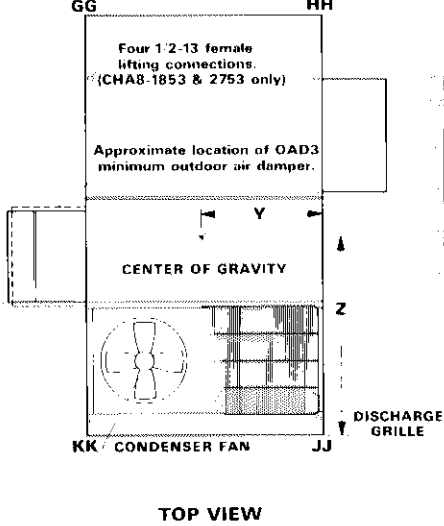 GG HH
Four 1/2-13 female
lifting connections.
(CHA8-1853 & 2753 only)
Approximate location of OAD3
minimum outdoor air damper.
Y
CENTER OF GRAVITY
Z
DISCHARGE
GRILLE
KK CONDENSER FAN JJ
TOP VIEW